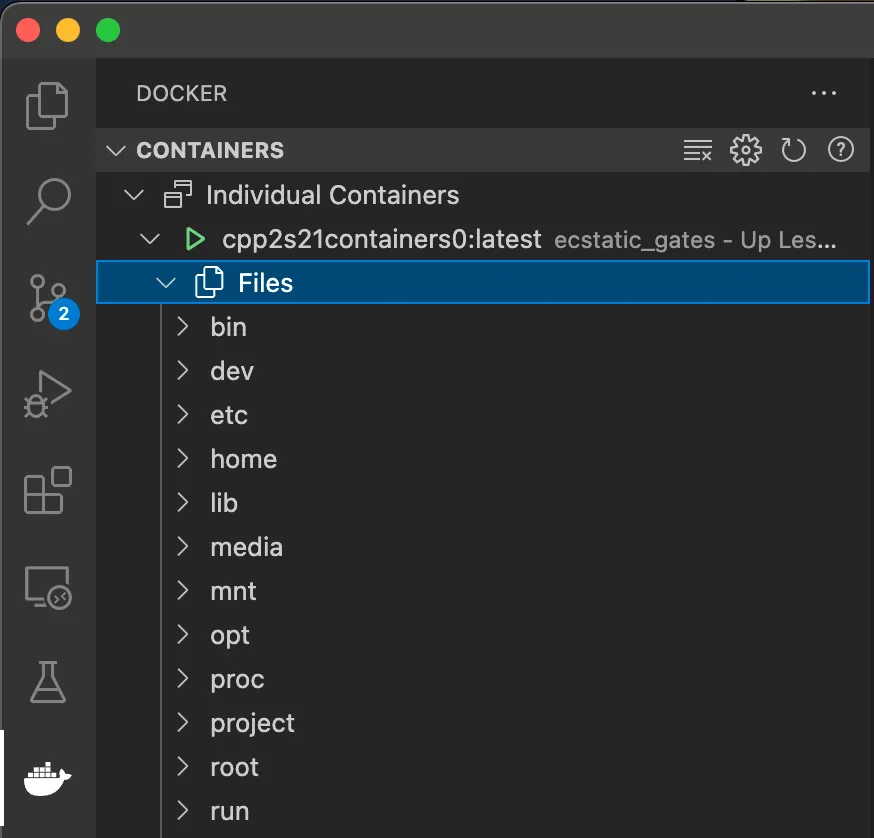 DOCKER
CONTAINERS
Individual Containers
cpp2s21containers0:latest ecstatic_gates - Up Les...
Files
2
bin
dev
etc
home
lib
media
mnt
opt
proc
project
root
run